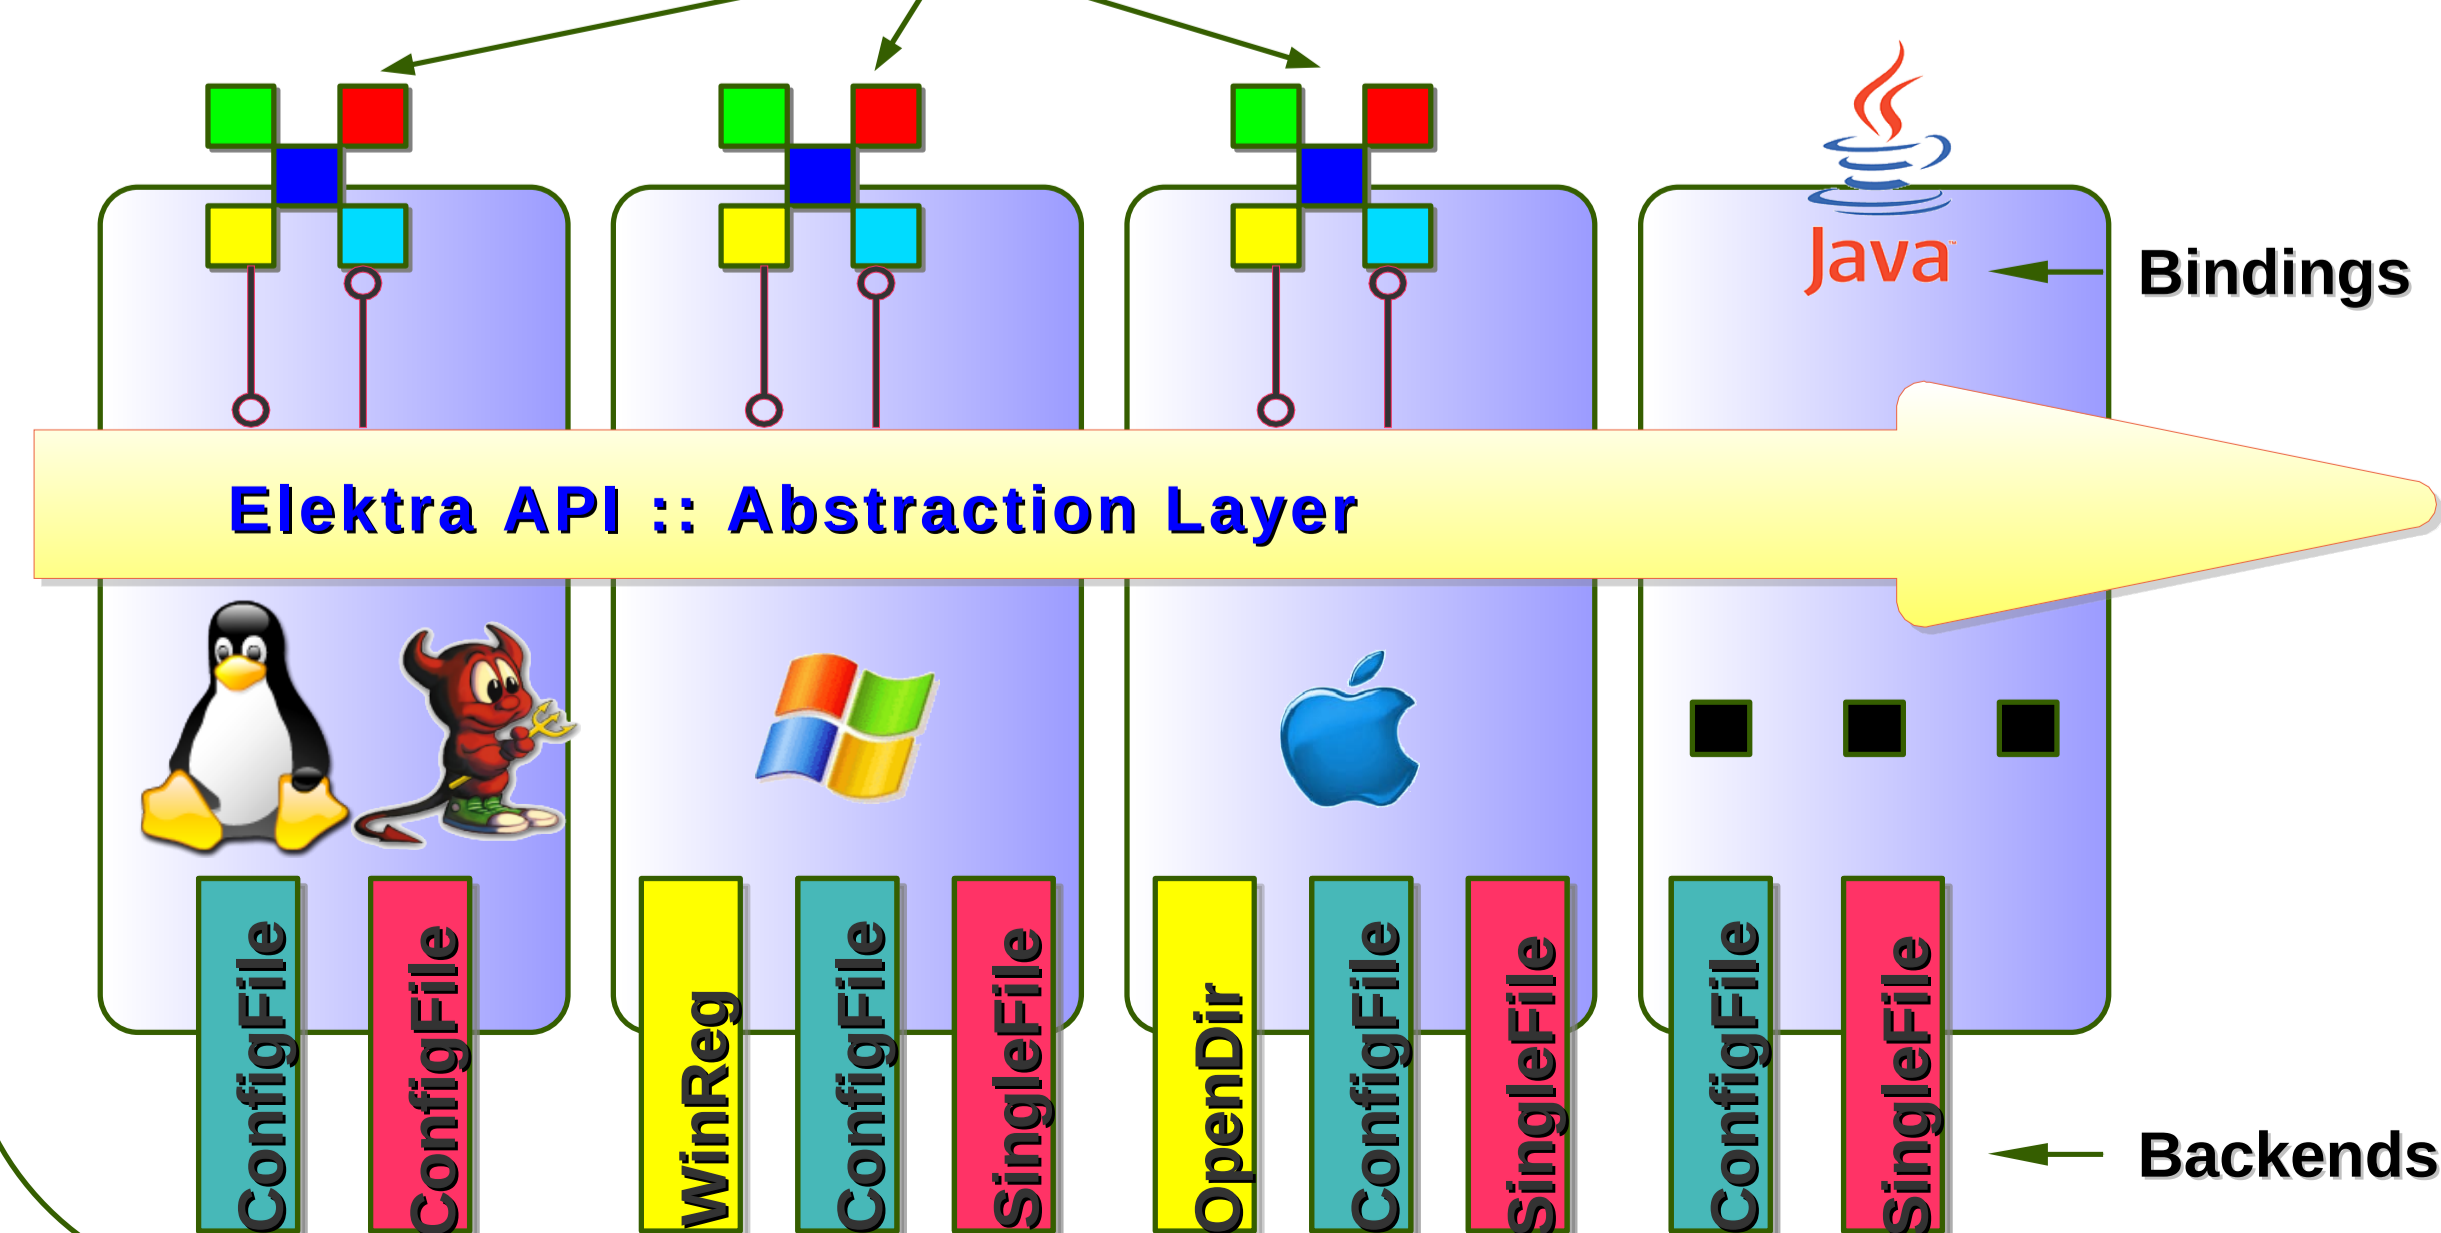 Java
Bindings
Elektra API :: Abstraction Layer
ConfigFile
ConfigFile
WinReg
ConfigFile
SingleFile
OpenDir
ConfigFile
SingleFile
ConfigFile
SingleFile
Backends